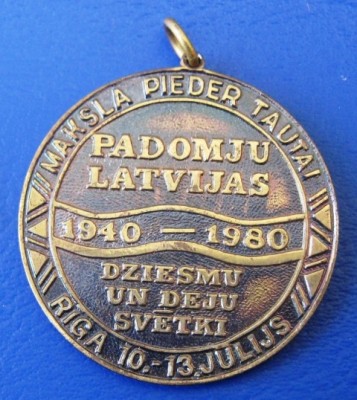 MĀKSLA PIEDER TAUTAI
PADOMJU
LATVIJAS
1940 — 1980
DZIESMU
UN DEJU
SVĒTKI
RĪGA 10.-13.JŪLIJS